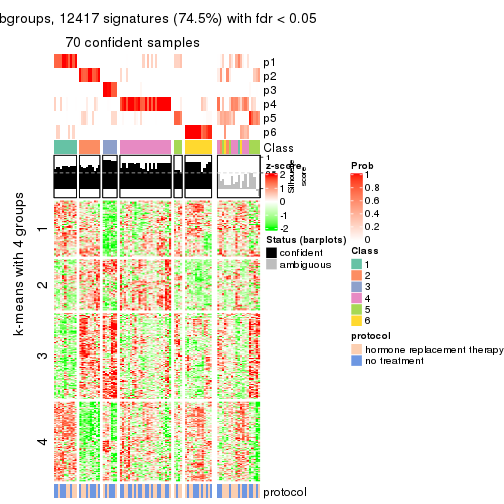 bgroups, 12417 signatures (74.5%) with fdr < 0.05
70 confident samples
p1
p2
p3
p4
p5
p6
Class
1
z-score
2
1
0
-1
-2
Silhouette
score
Status (barplots)
confident
ambiguous
Prob
1
0.8
0.6
0.4
0.2
0
Class
1
2
3
4
5
6
protocol
hormone replacement therapy
no treatment
k-means with 4 groups
1
2
3
4
protocol